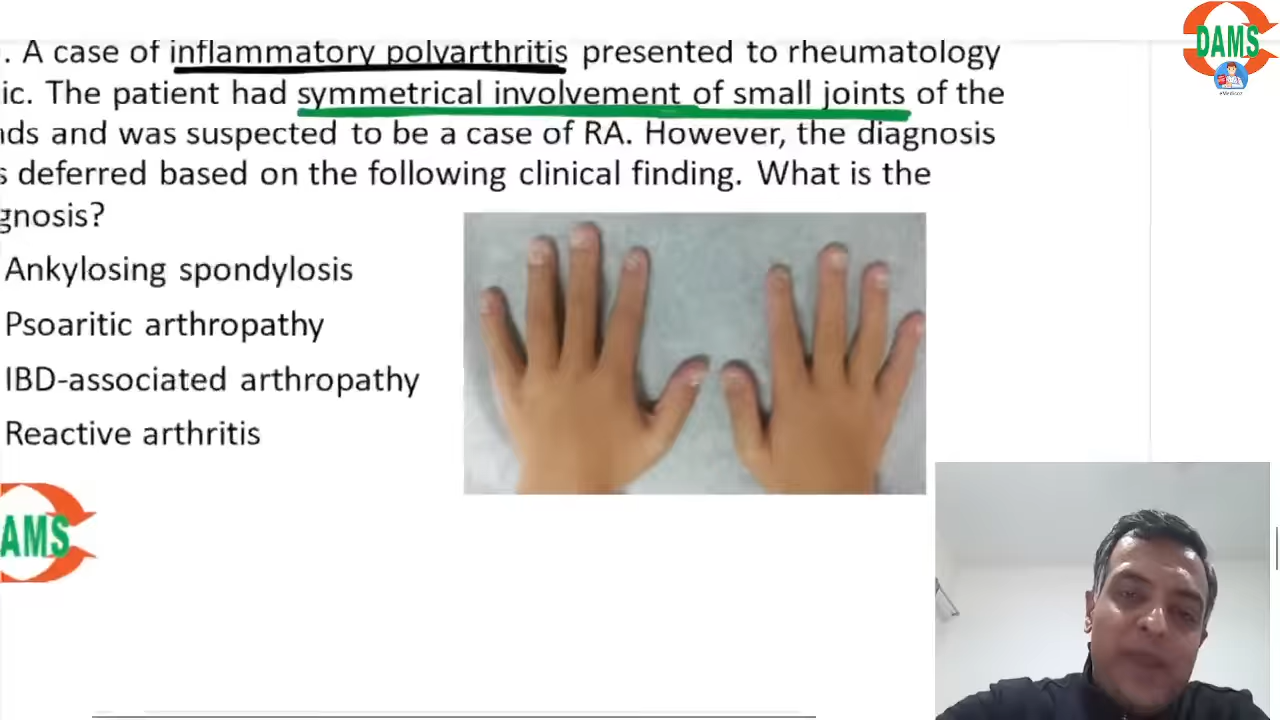 DAMS
eMedicoz
. A case of inflammatory polyarthritis presented to rheumatology
ic. The patient had symmetrical involvement of small joints of the
nds and was suspected to be a case of RA. However, the diagnosis
s deferred based on the following clinical finding. What is the
gnosis?
Ankylosing spondylosis
Psoaritic arthropathy
IBD-associated arthropathy
Reactive arthritis
AMS